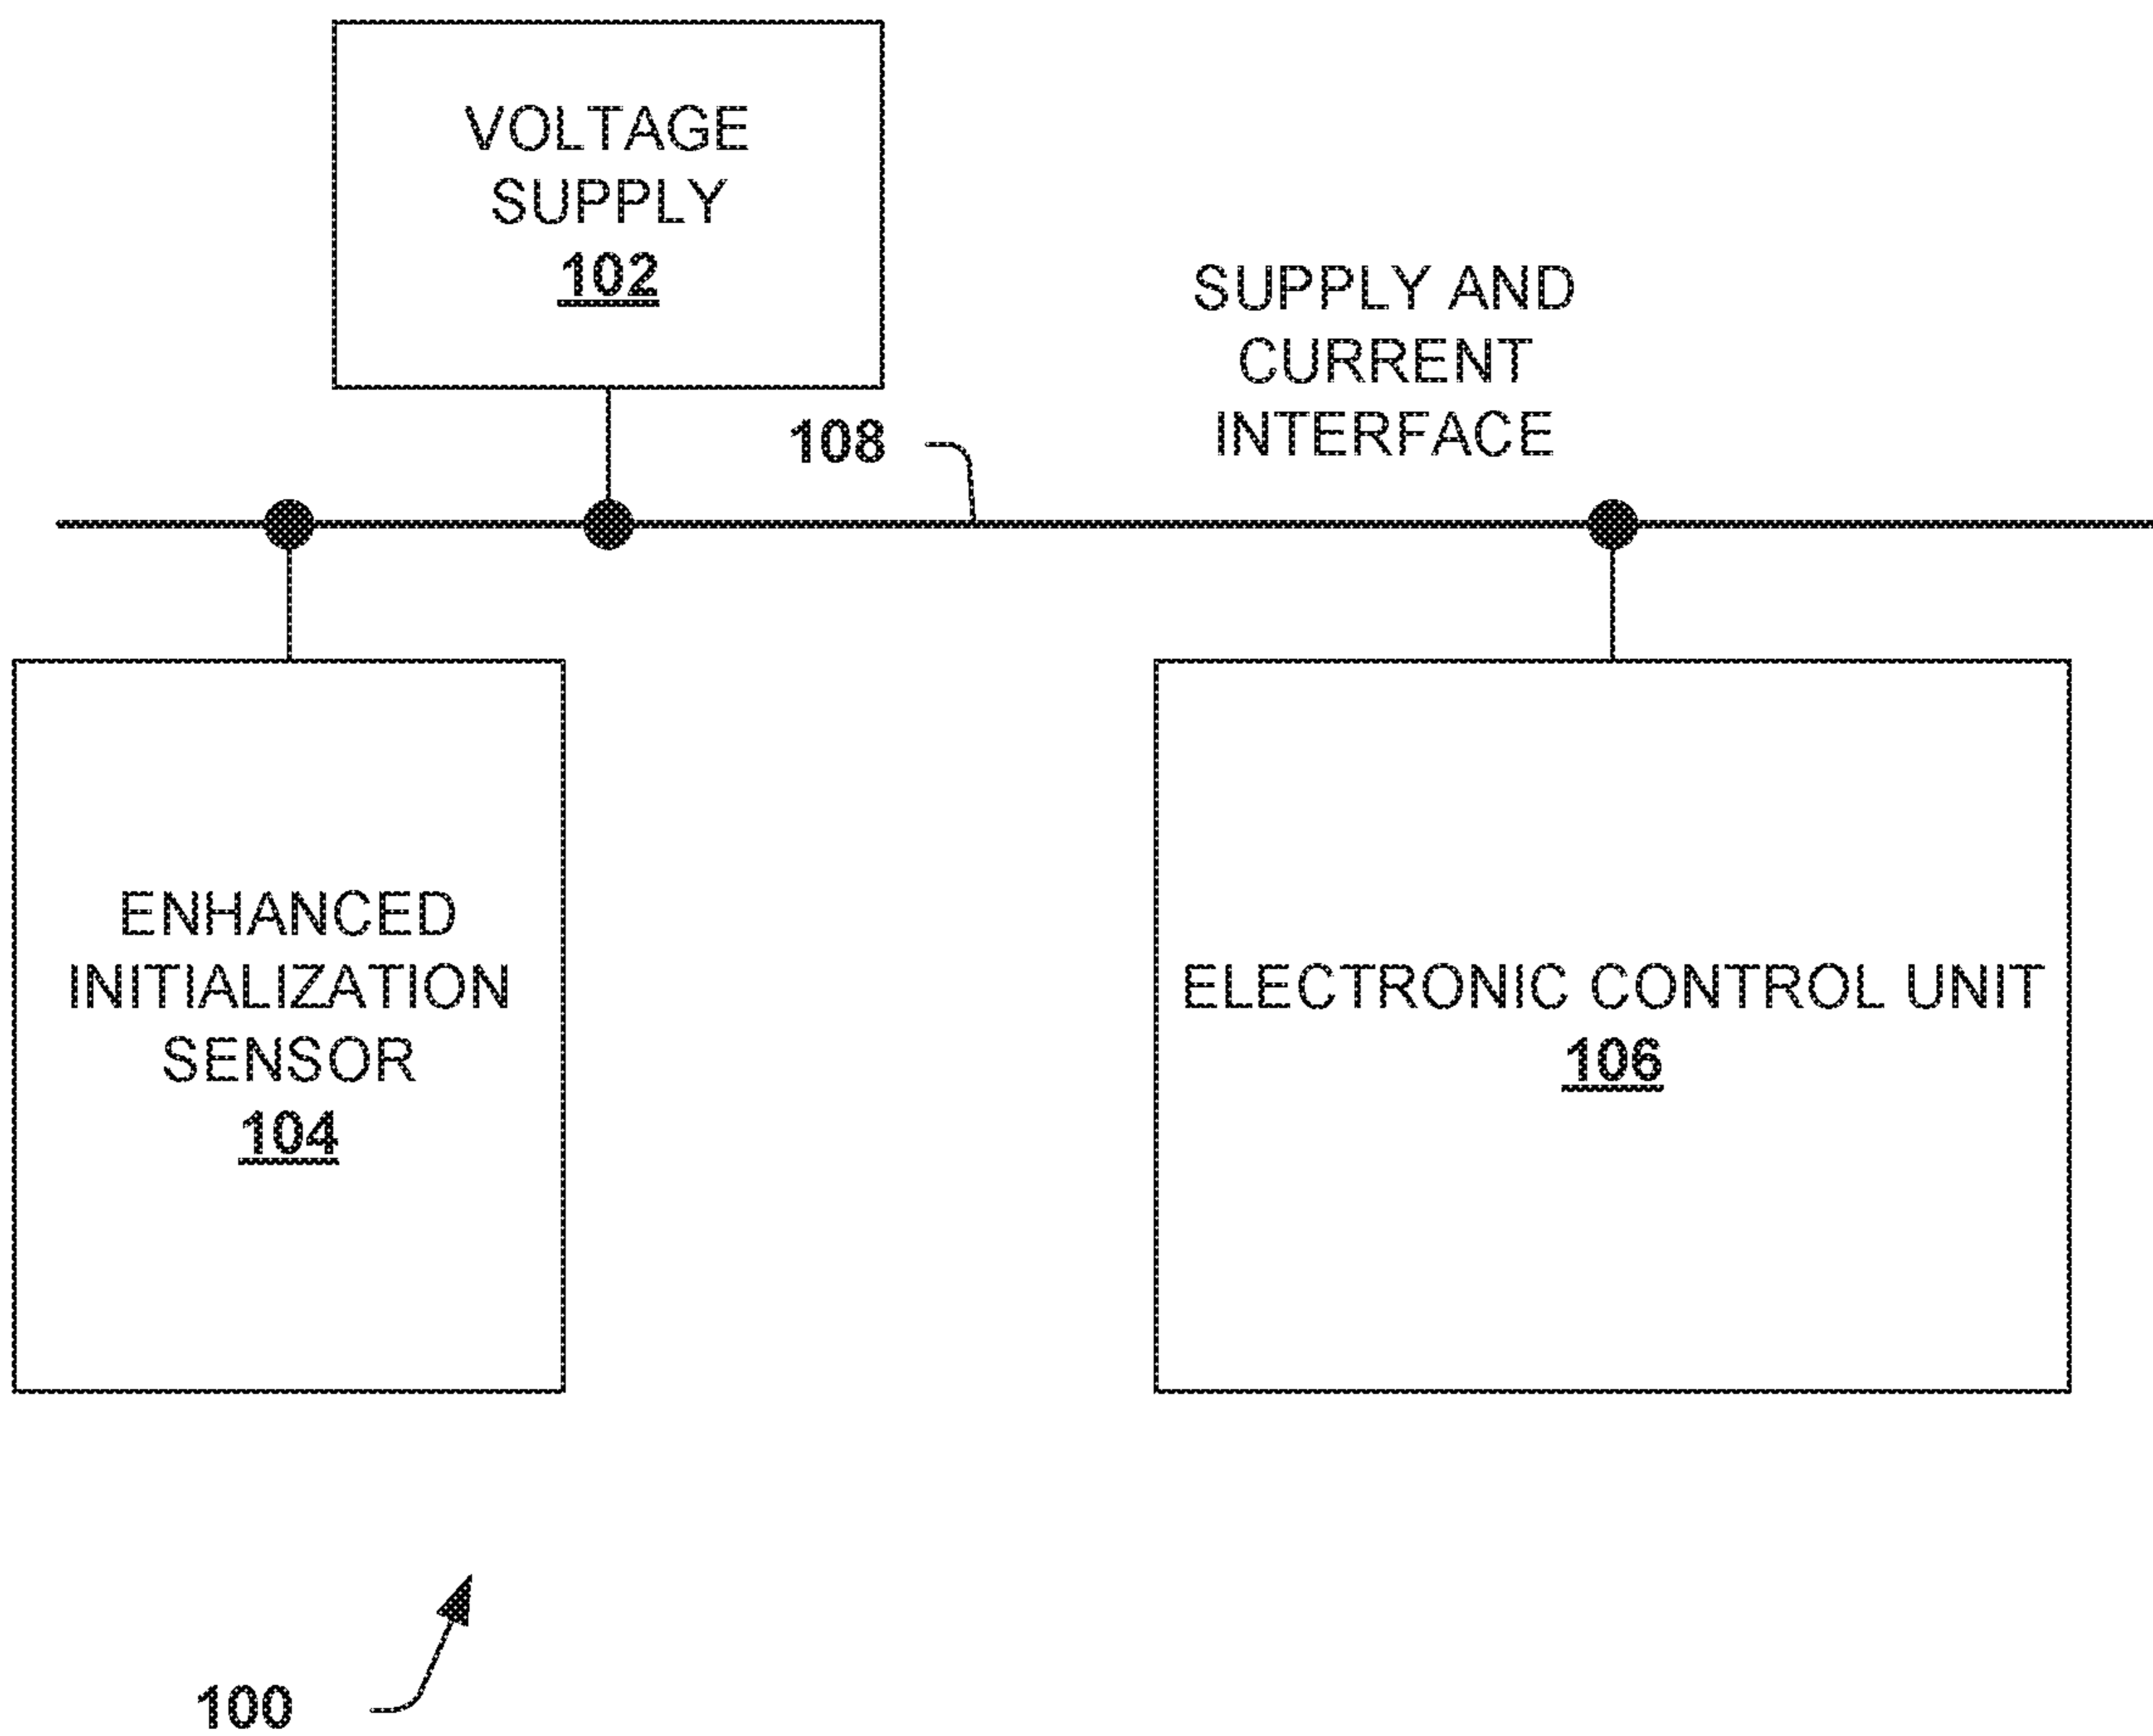 VOLTAGE
SUPPLY
102
SUPPLY AND
CURRENT
INTERFACE
108
ENHANCED
INITIALIZATION
SENSOR
104
ELECTRONIC CONTROL UNIT
106
100